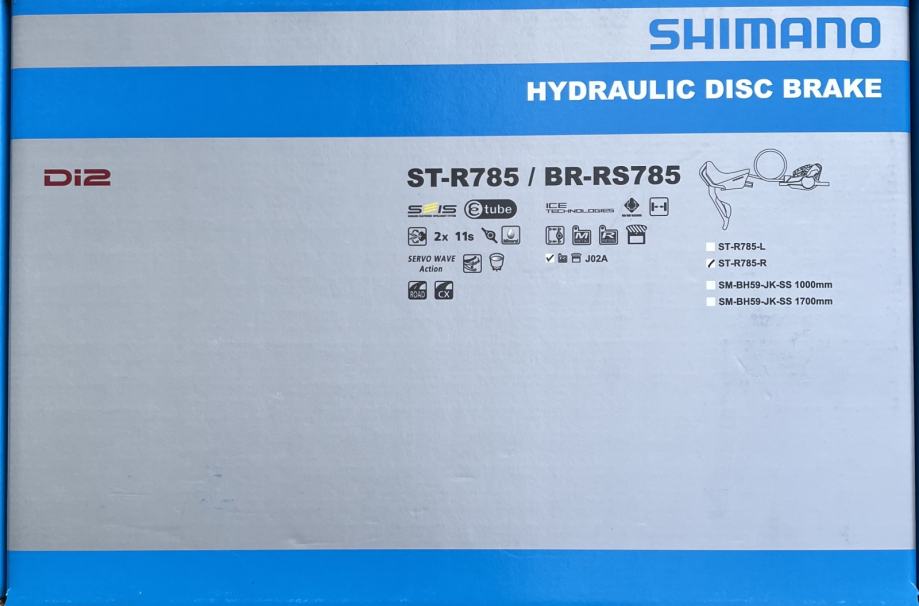 SHIMANO
HYDRAULIC DISC BRAKE
Di2
ST-R785 / BR-RS785
SEIS E tube
ICE TECHNOLOGIES
2x 11s
SERVO WAVE Action
J02A
ROAD CX
ST-R785-L
ST-R785-R
SM-BH59-JK-SS 1000mm
SM-BH59-JK-SS 1700mm